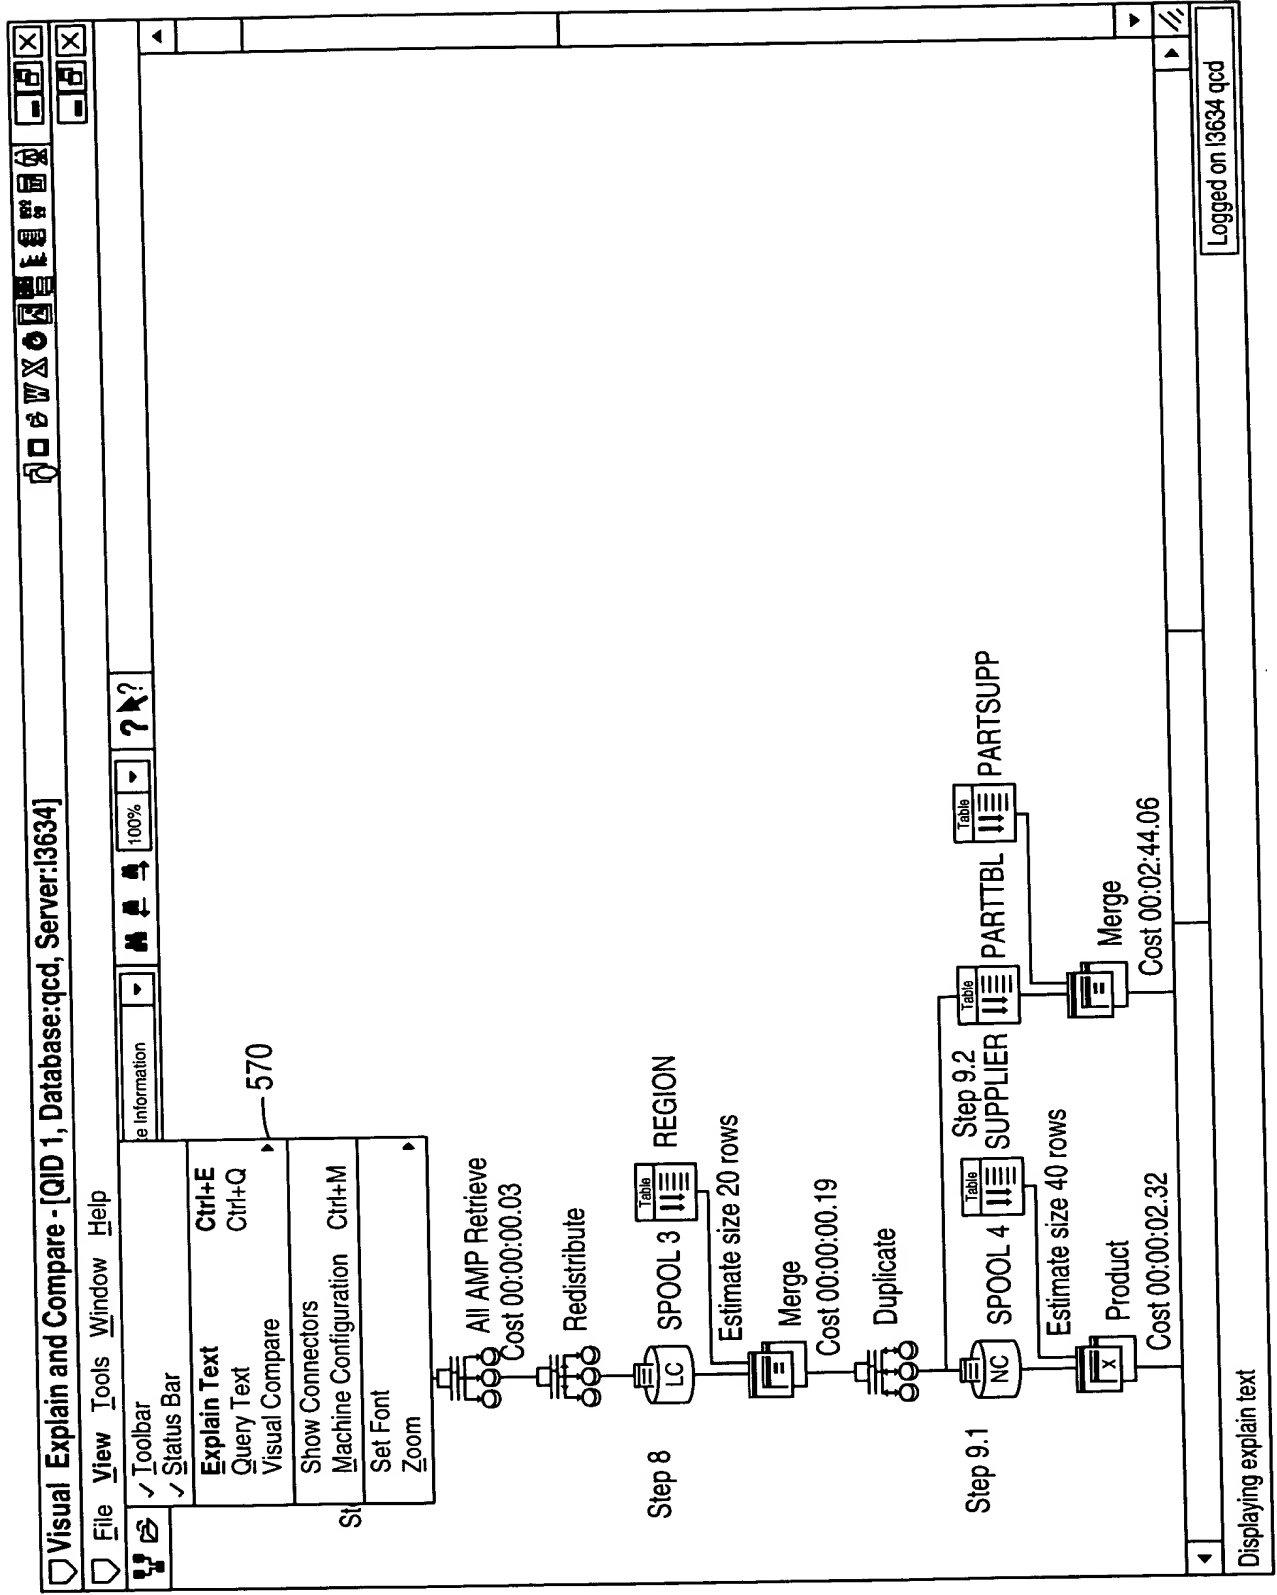 Visual Explain and Compare - [QID 1, Database:qcd, Server:l3634]
File View Tools Window Help
e Information
100%
?
?
✓ Toolbar
✓ Status Bar
Explain Text Ctrl+E
Query Text Ctrl+Q
Visual Compare
570
Show Connectors
Machine Configuration Ctrl+M
Set Font
Zoom
St
All AMP Retrieve
Cost 00:00:00.03
Redistribute
Step 8
LC
SPOOL 3
Table
REGION
Estimate size 20 rows
Merge
Cost 00:00:00.19
Duplicate
Step 9.1
NC
SPOOL 4
Step 9.2
Table
SUPPLIER
Table
PARTTBL
Table
PARTSUPP
Estimate size 40 rows
X
Product
Cost 00:00:02.32
=
Merge
Cost 00:02:44.06
Displaying explain text
Logged on l3634 qcd